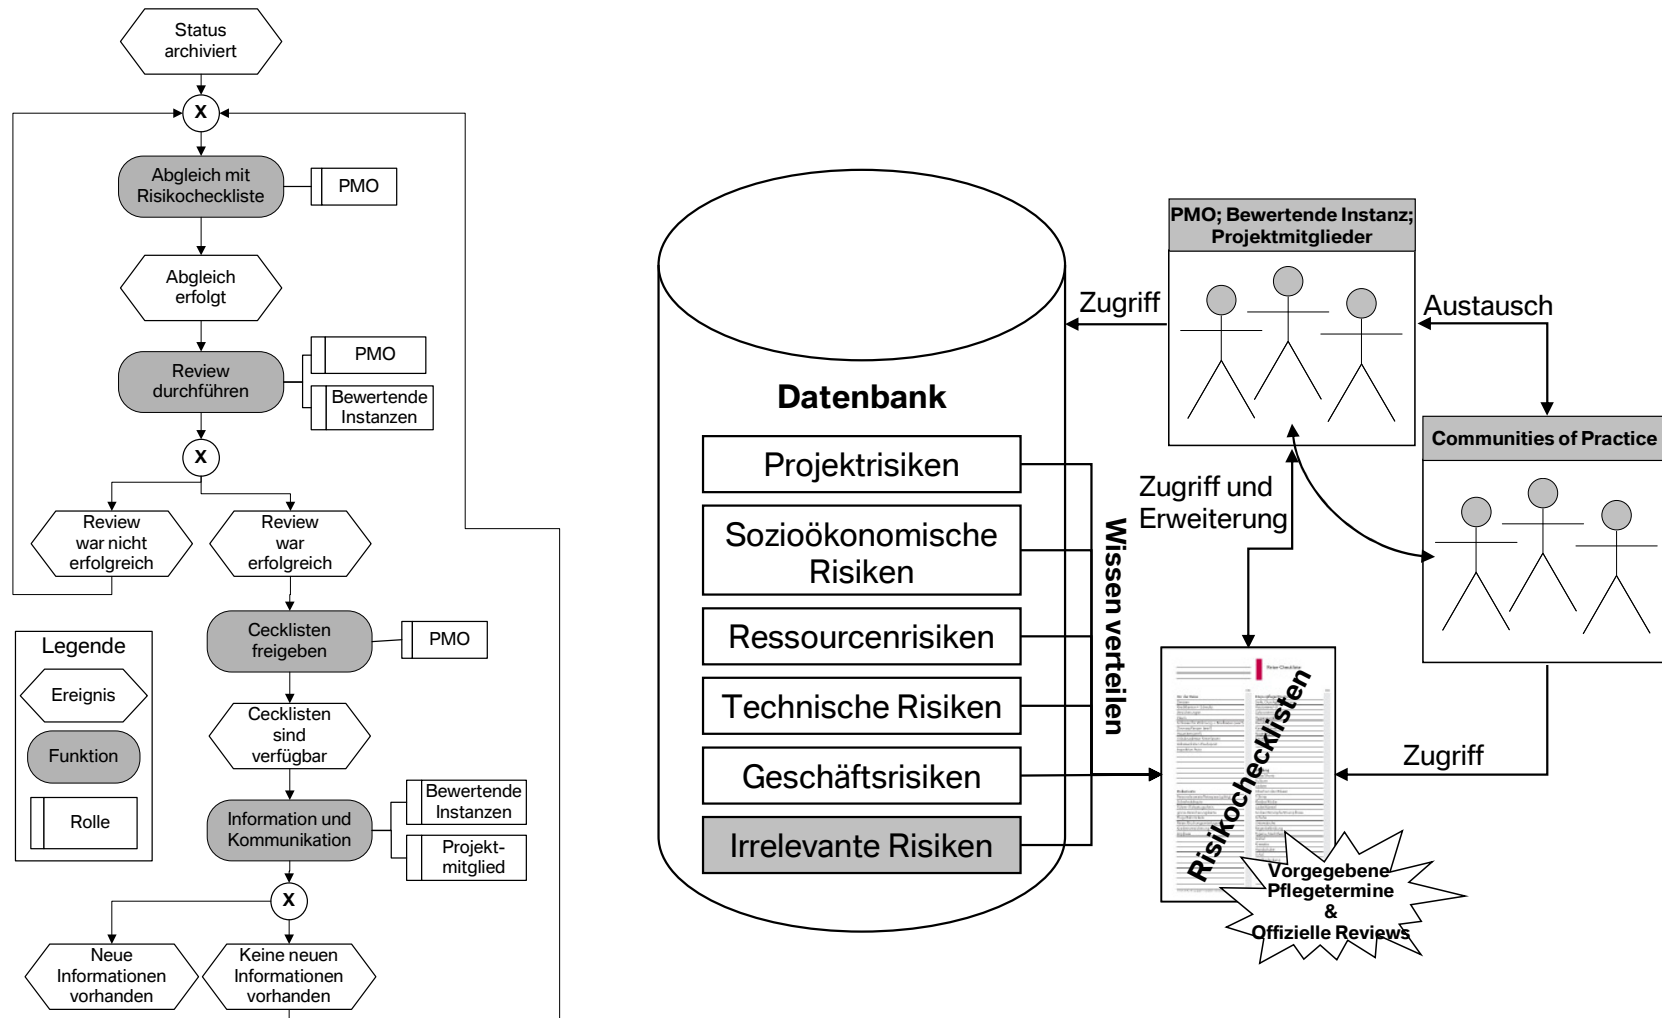 Status
archiviert
X
Abgleich mit
Risikocheckliste
PMO
Abgleich
erfolgt
Review
durchführen
PMO
Bewertende
Instanzen
X
Review
war nicht
erfolgreich
Review
war
erfolgreich
Cecklisten
freigeben
PMO
Cecklisten
sind
verfügbar
Information und
Kommunikation
Bewertende
Instanzen
Projekt-
mitglied
X
Neue
Informationen
vorhanden
Keine neuen
Informationen
vorhanden
Legende
Ereignis
Funktion
Rolle
Datenbank
Projektrisiken
Sozioökonomische
Risiken
Ressourcenrisiken
Technische Risiken
Geschäftsrisiken
Irrelevante Risiken
Wissen verteilen
Zugriff
PMO; Bewertende Instanz;
Projektmitglieder
Austausch
Communities of Practice
Zugriff und
Erweiterung
Zugriff
Risikochecklisten
Vorgegebene
Pflegetermine
&
Offizielle Reviews